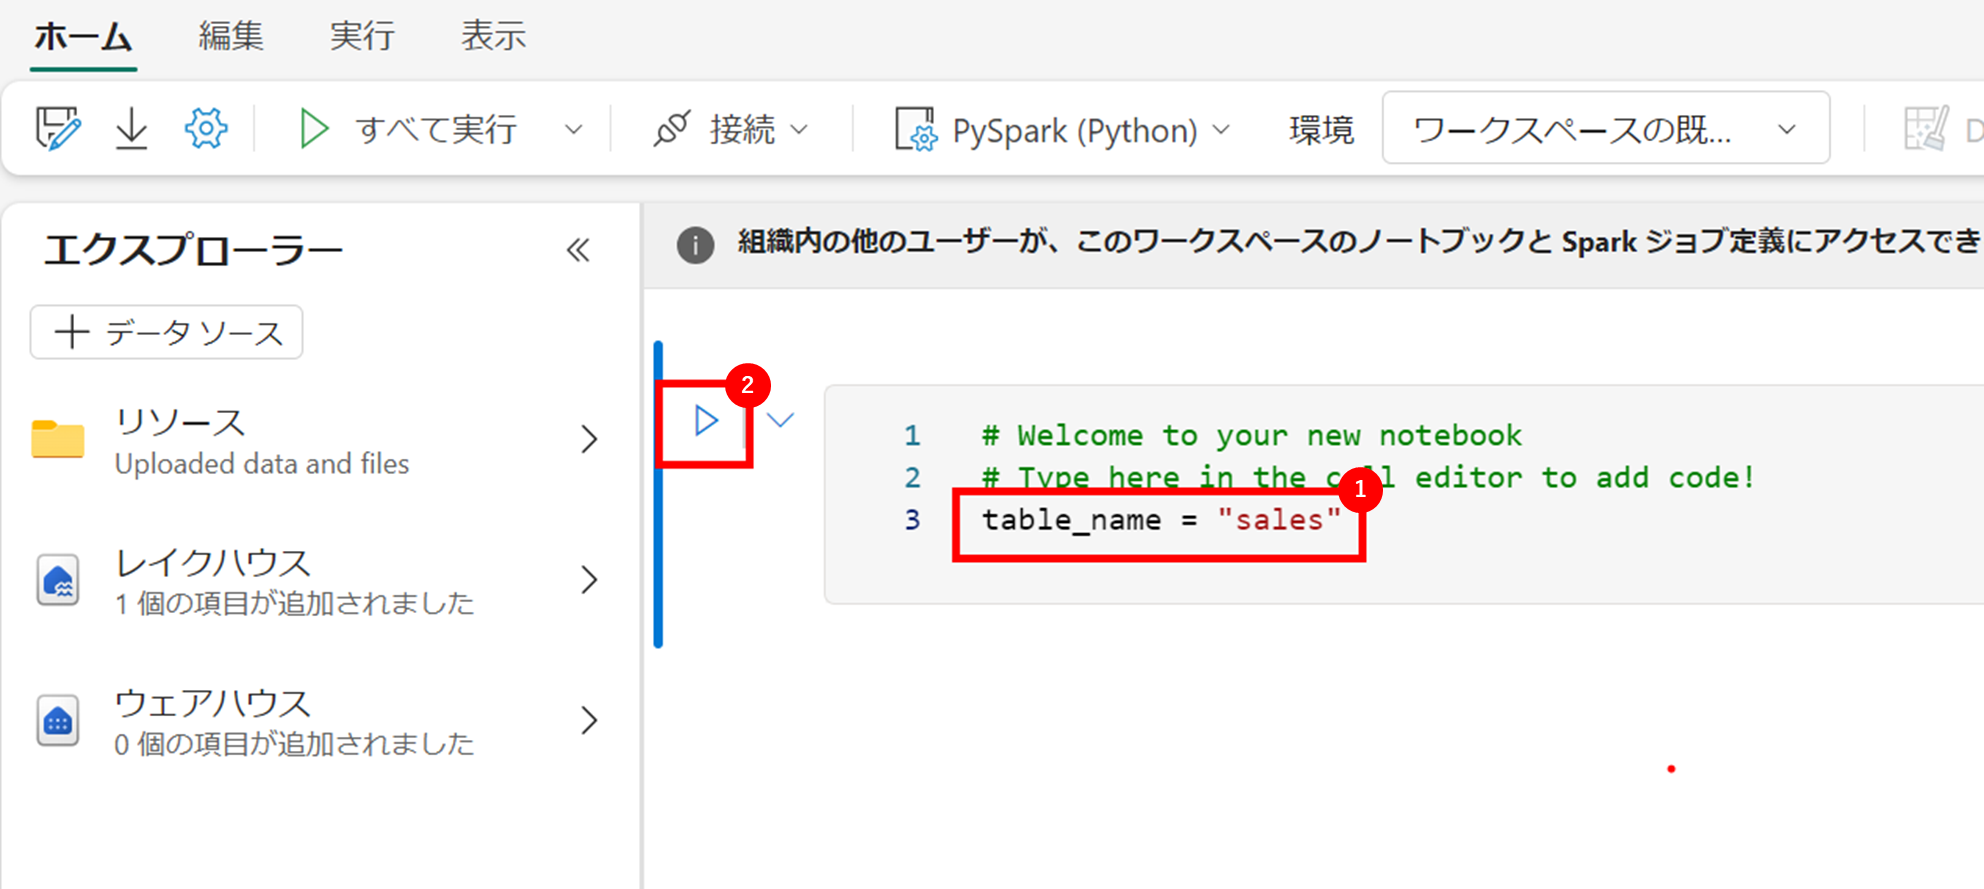 ホーム 編集 実行 表示
すべて実行 接続 PySpark (Python) 環境 ワークスペースの既... D
エクスプローラー
組織内の他のユーザーが、このワークスペースのノートブックと Spark ジョブ定義にアクセスでき
データ ソース
リソース
Uploaded data and files
レイクハウス
1 個の項目が追加されました
ウェアハウス
0 個の項目が追加されました
2
1 # Welcome to your new notebook
2 # Type here in the cell editor to add code!
1
3 table_name = "sales"